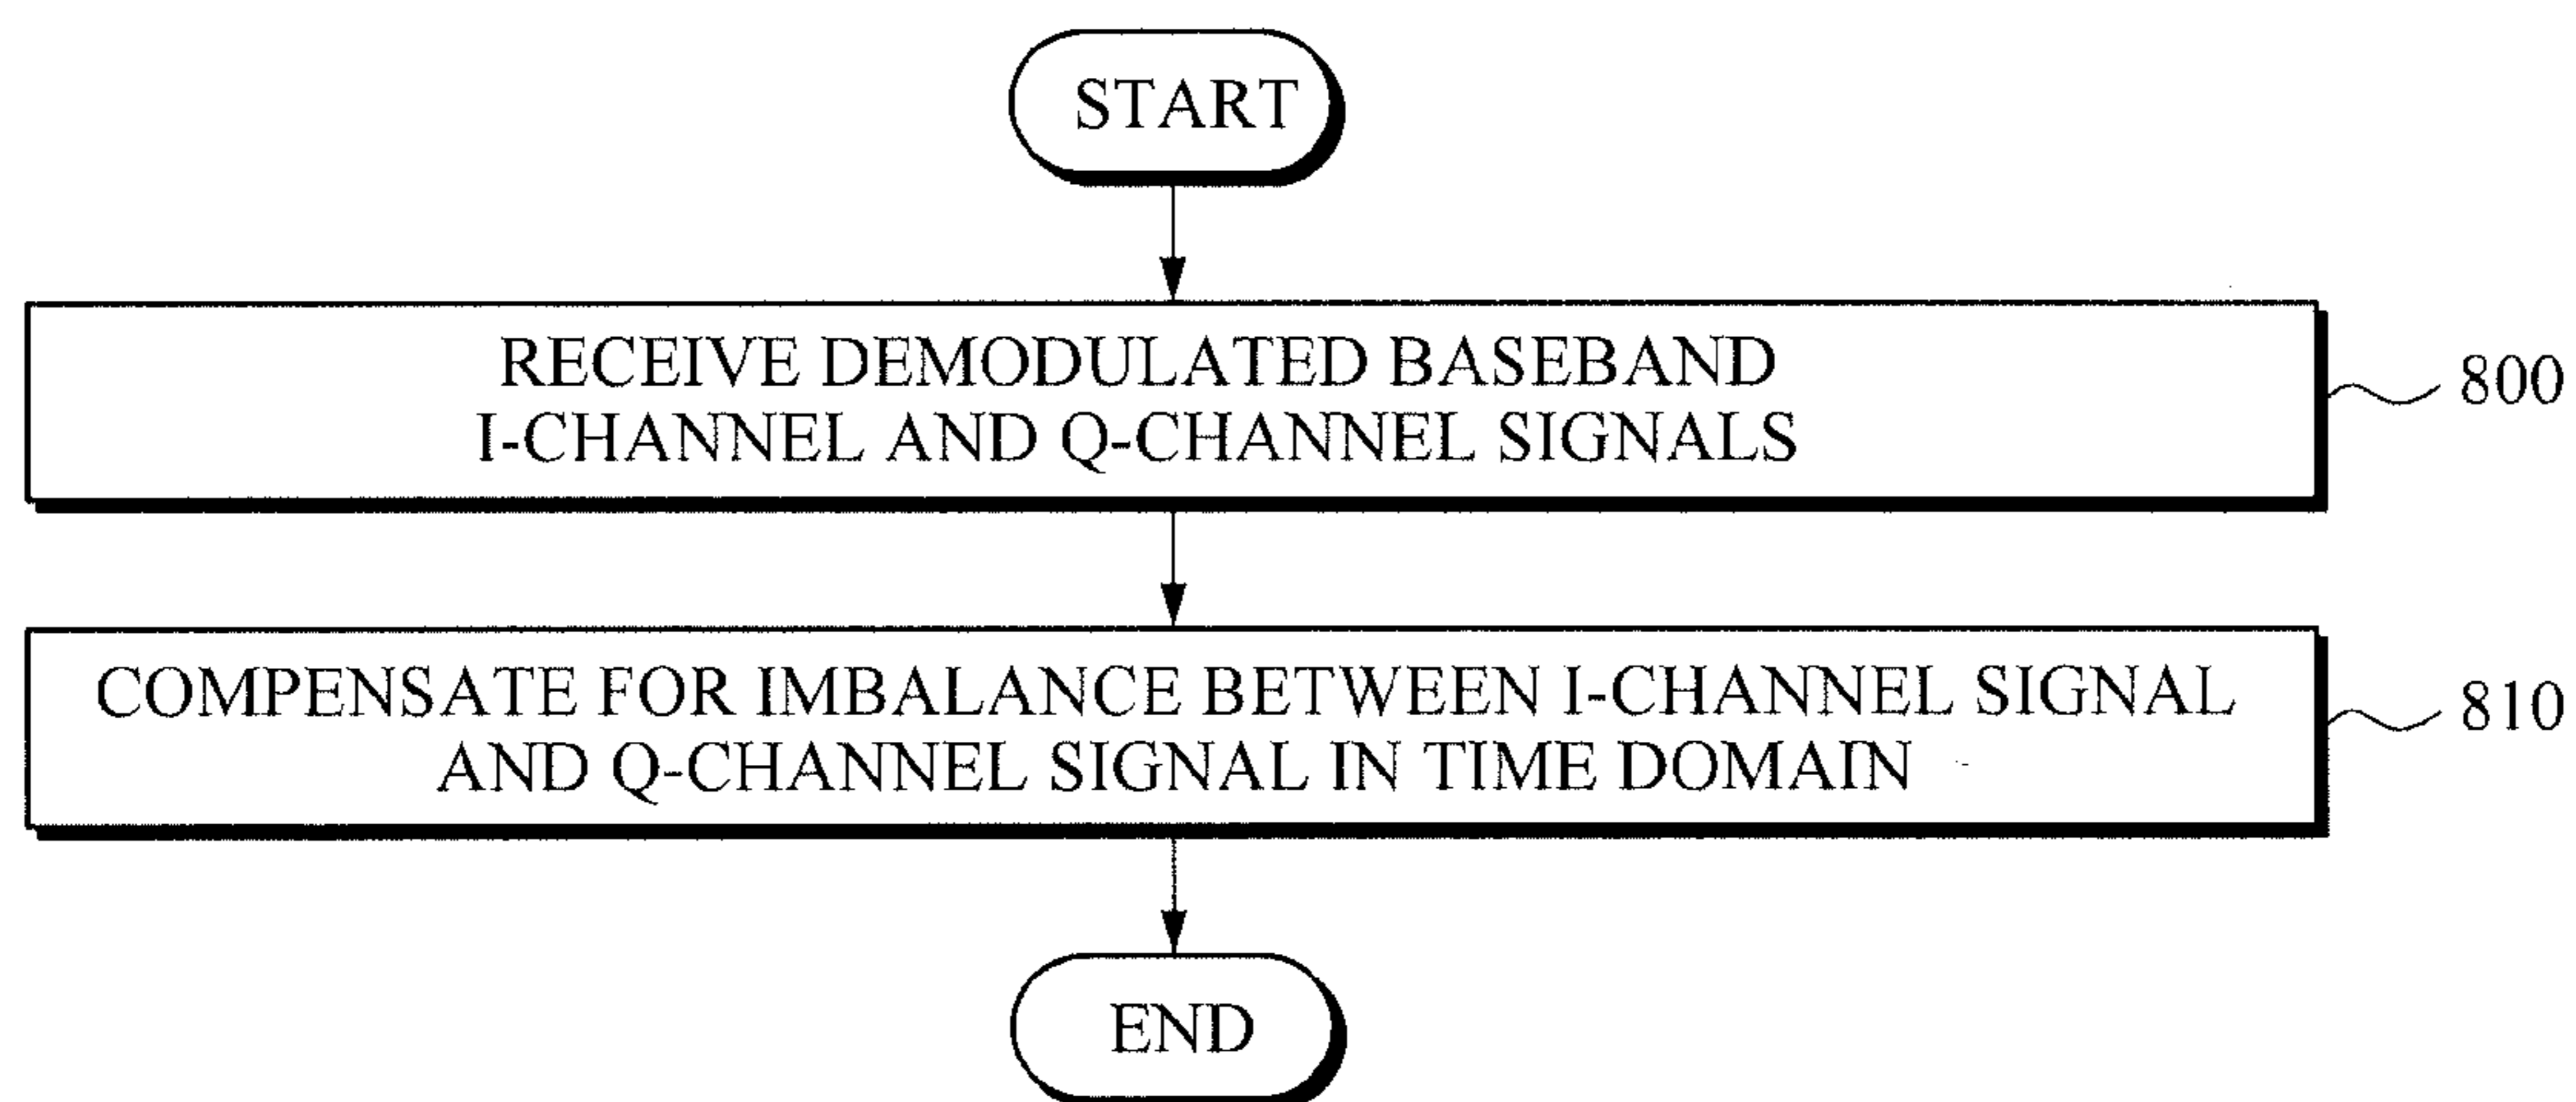 START
RECEIVE DEMODULATED BASEBAND
I-CHANNEL AND Q-CHANNEL SIGNALS
800
COMPENSATE FOR IMBALANCE BETWEEN I-CHANNEL SIGNAL
AND Q-CHANNEL SIGNAL IN TIME DOMAIN
810
END